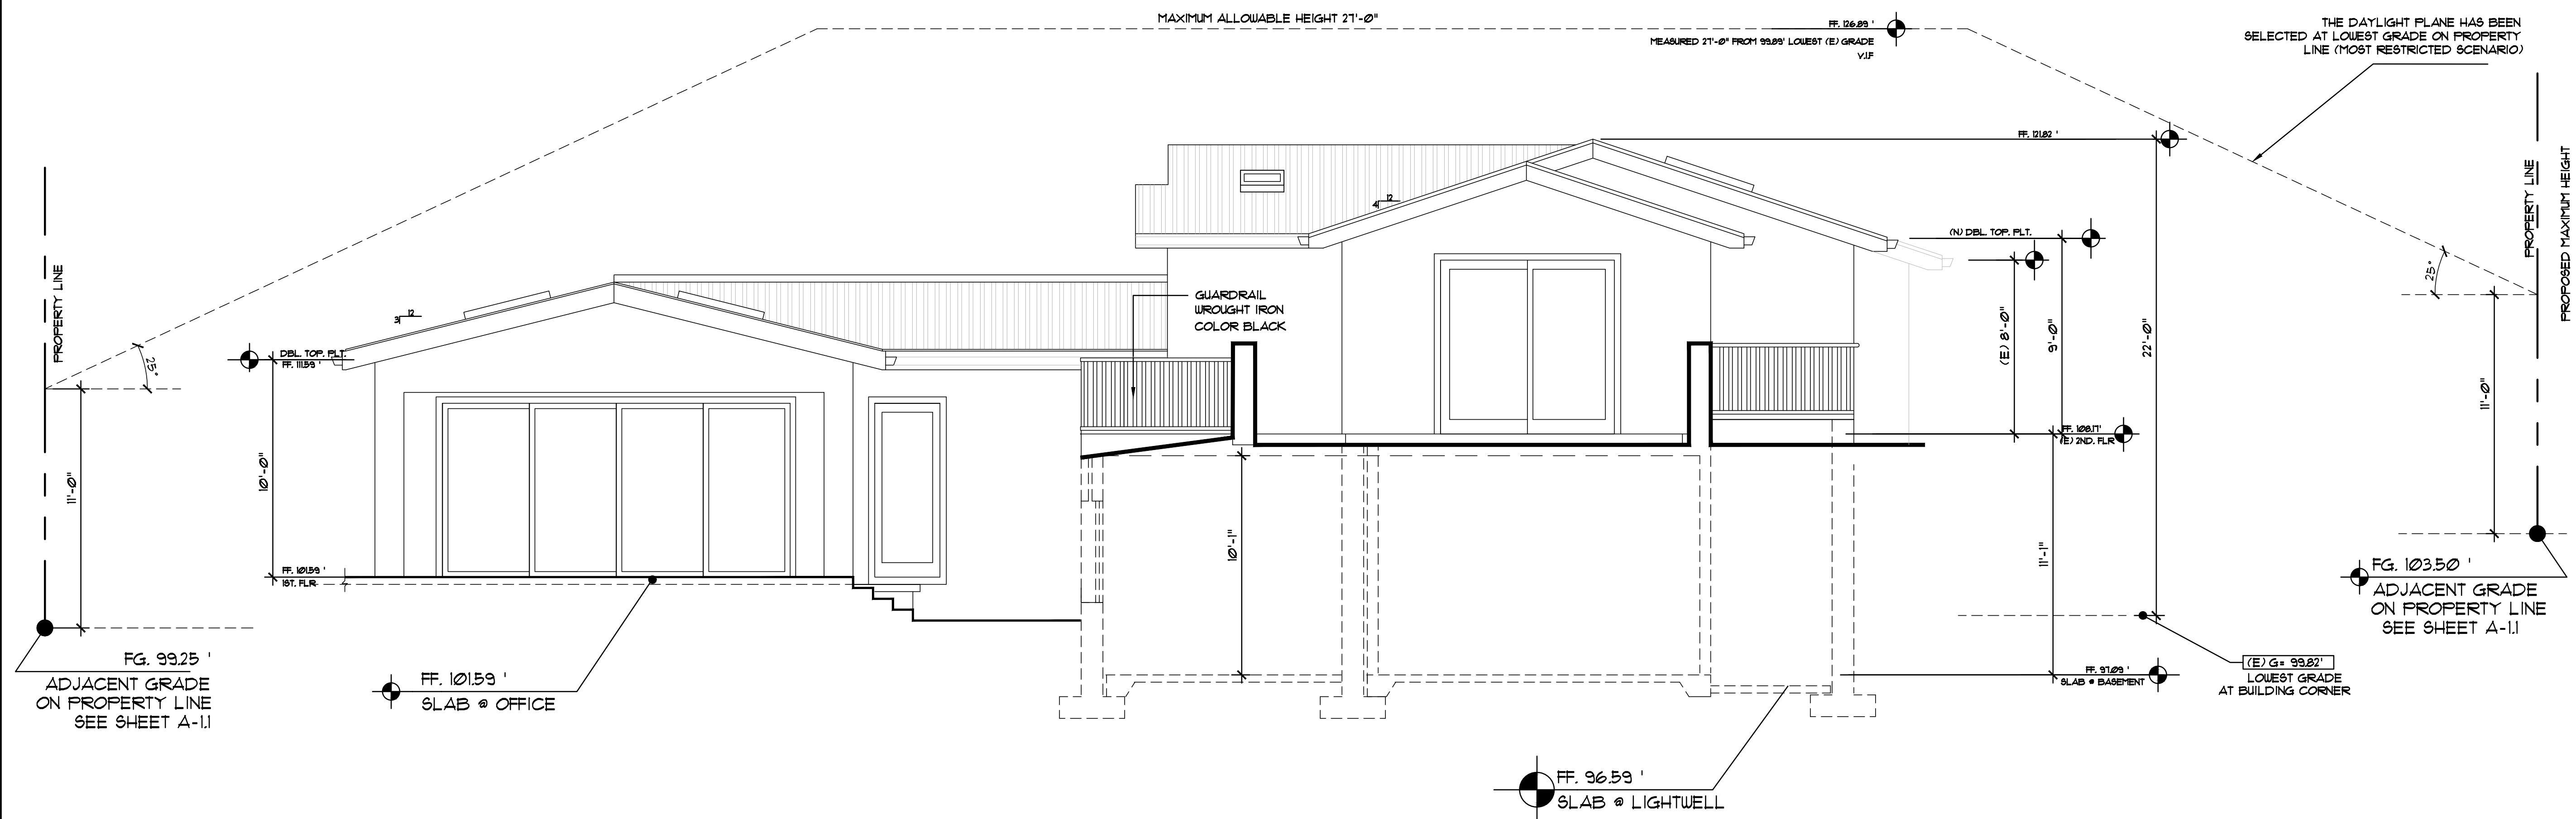 MAXIMUM ALLOWABLE HEIGHT 27'-0"
FF. 126.89 '
MEASURED 27'-0" FROM 99.89' LOWEST (E) GRADE
V.I.F
THE DAYLIGHT PLANE HAS BEEN
SELECTED AT LOWEST GRADE ON PROPERTY
LINE (MOST RESTRICTED SCENARIO)
FF. 121.82 '
PROPERTY LINE
PROPOSED MAXIMUM HEIGHT
12
4
(N) DBL. TOP. PLT.
25°
PROPERTY LINE
GUARDRAIL
WROUGHT IRON
COLOR BLACK
12
3
DBL. TOP. PLT.
FF. 111.59 '
25°
(E) 8'-0"
9'-0"
22'-0"
11'-0"
FF. 108.17'
(E) 2ND. FLR
11'-0"
10'-0"
10'-1"
11'-1"
FF. 101.59 '
1ST. FLR
FG. 103.50 '
ADJACENT GRADE
ON PROPERTY LINE
SEE SHEET A-1.1
FG. 99.25 '
ADJACENT GRADE
ON PROPERTY LINE
SEE SHEET A-1.1
FF. 101.59 '
SLAB @ OFFICE
FF. 97.09 '
SLAB @ BASEMENT
(E) G= 99.82'
LOWEST GRADE
AT BUILDING CORNER
FF. 96.59 '
SLAB @ LIGHTWELL